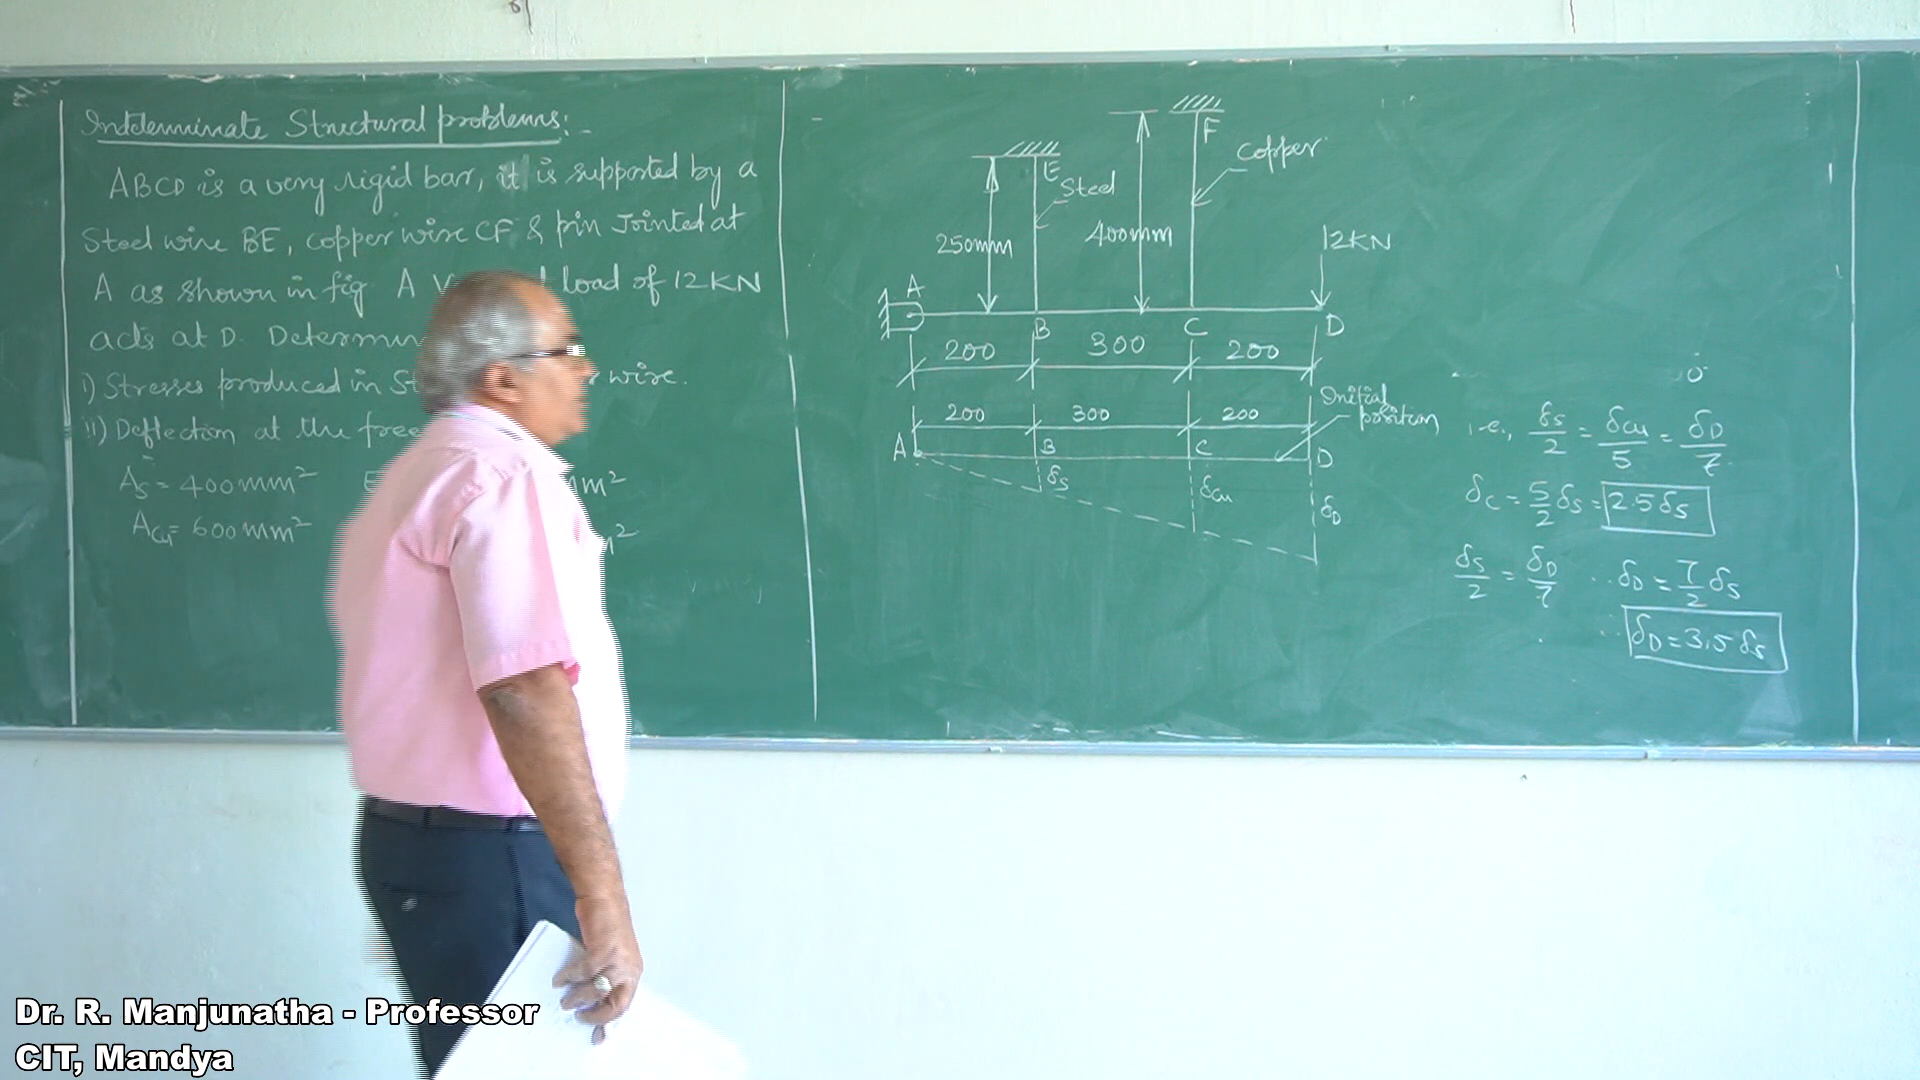 Indeterminate Structural problems:-
ABCD is a very rigid bar, it is supported by a
Steel wire BE, copper wire CF & pin Jointed at
A as shown in fig A load of 12KN
acts at D.
i) Stresses produced in wire.
ii) Deflection at the free
As = 400mm²
mm²
Acu = 600mm²
F
copper
E
Steel
250mm
400mm
12KN
A
B
C
D
200
300
200
Initial
position
200
300
200
A
B
C
D
δs
δcu
δD
i.e., δs/2 = δcu/5 = δD/7
δc = 5/2 δs = 2.5δs
δs/2 = δD/7 ∴ δD = 7/2 δs
∴ δD = 3.5 δs
Dr. R. Manjunatha - Professor
CIT, Mandya